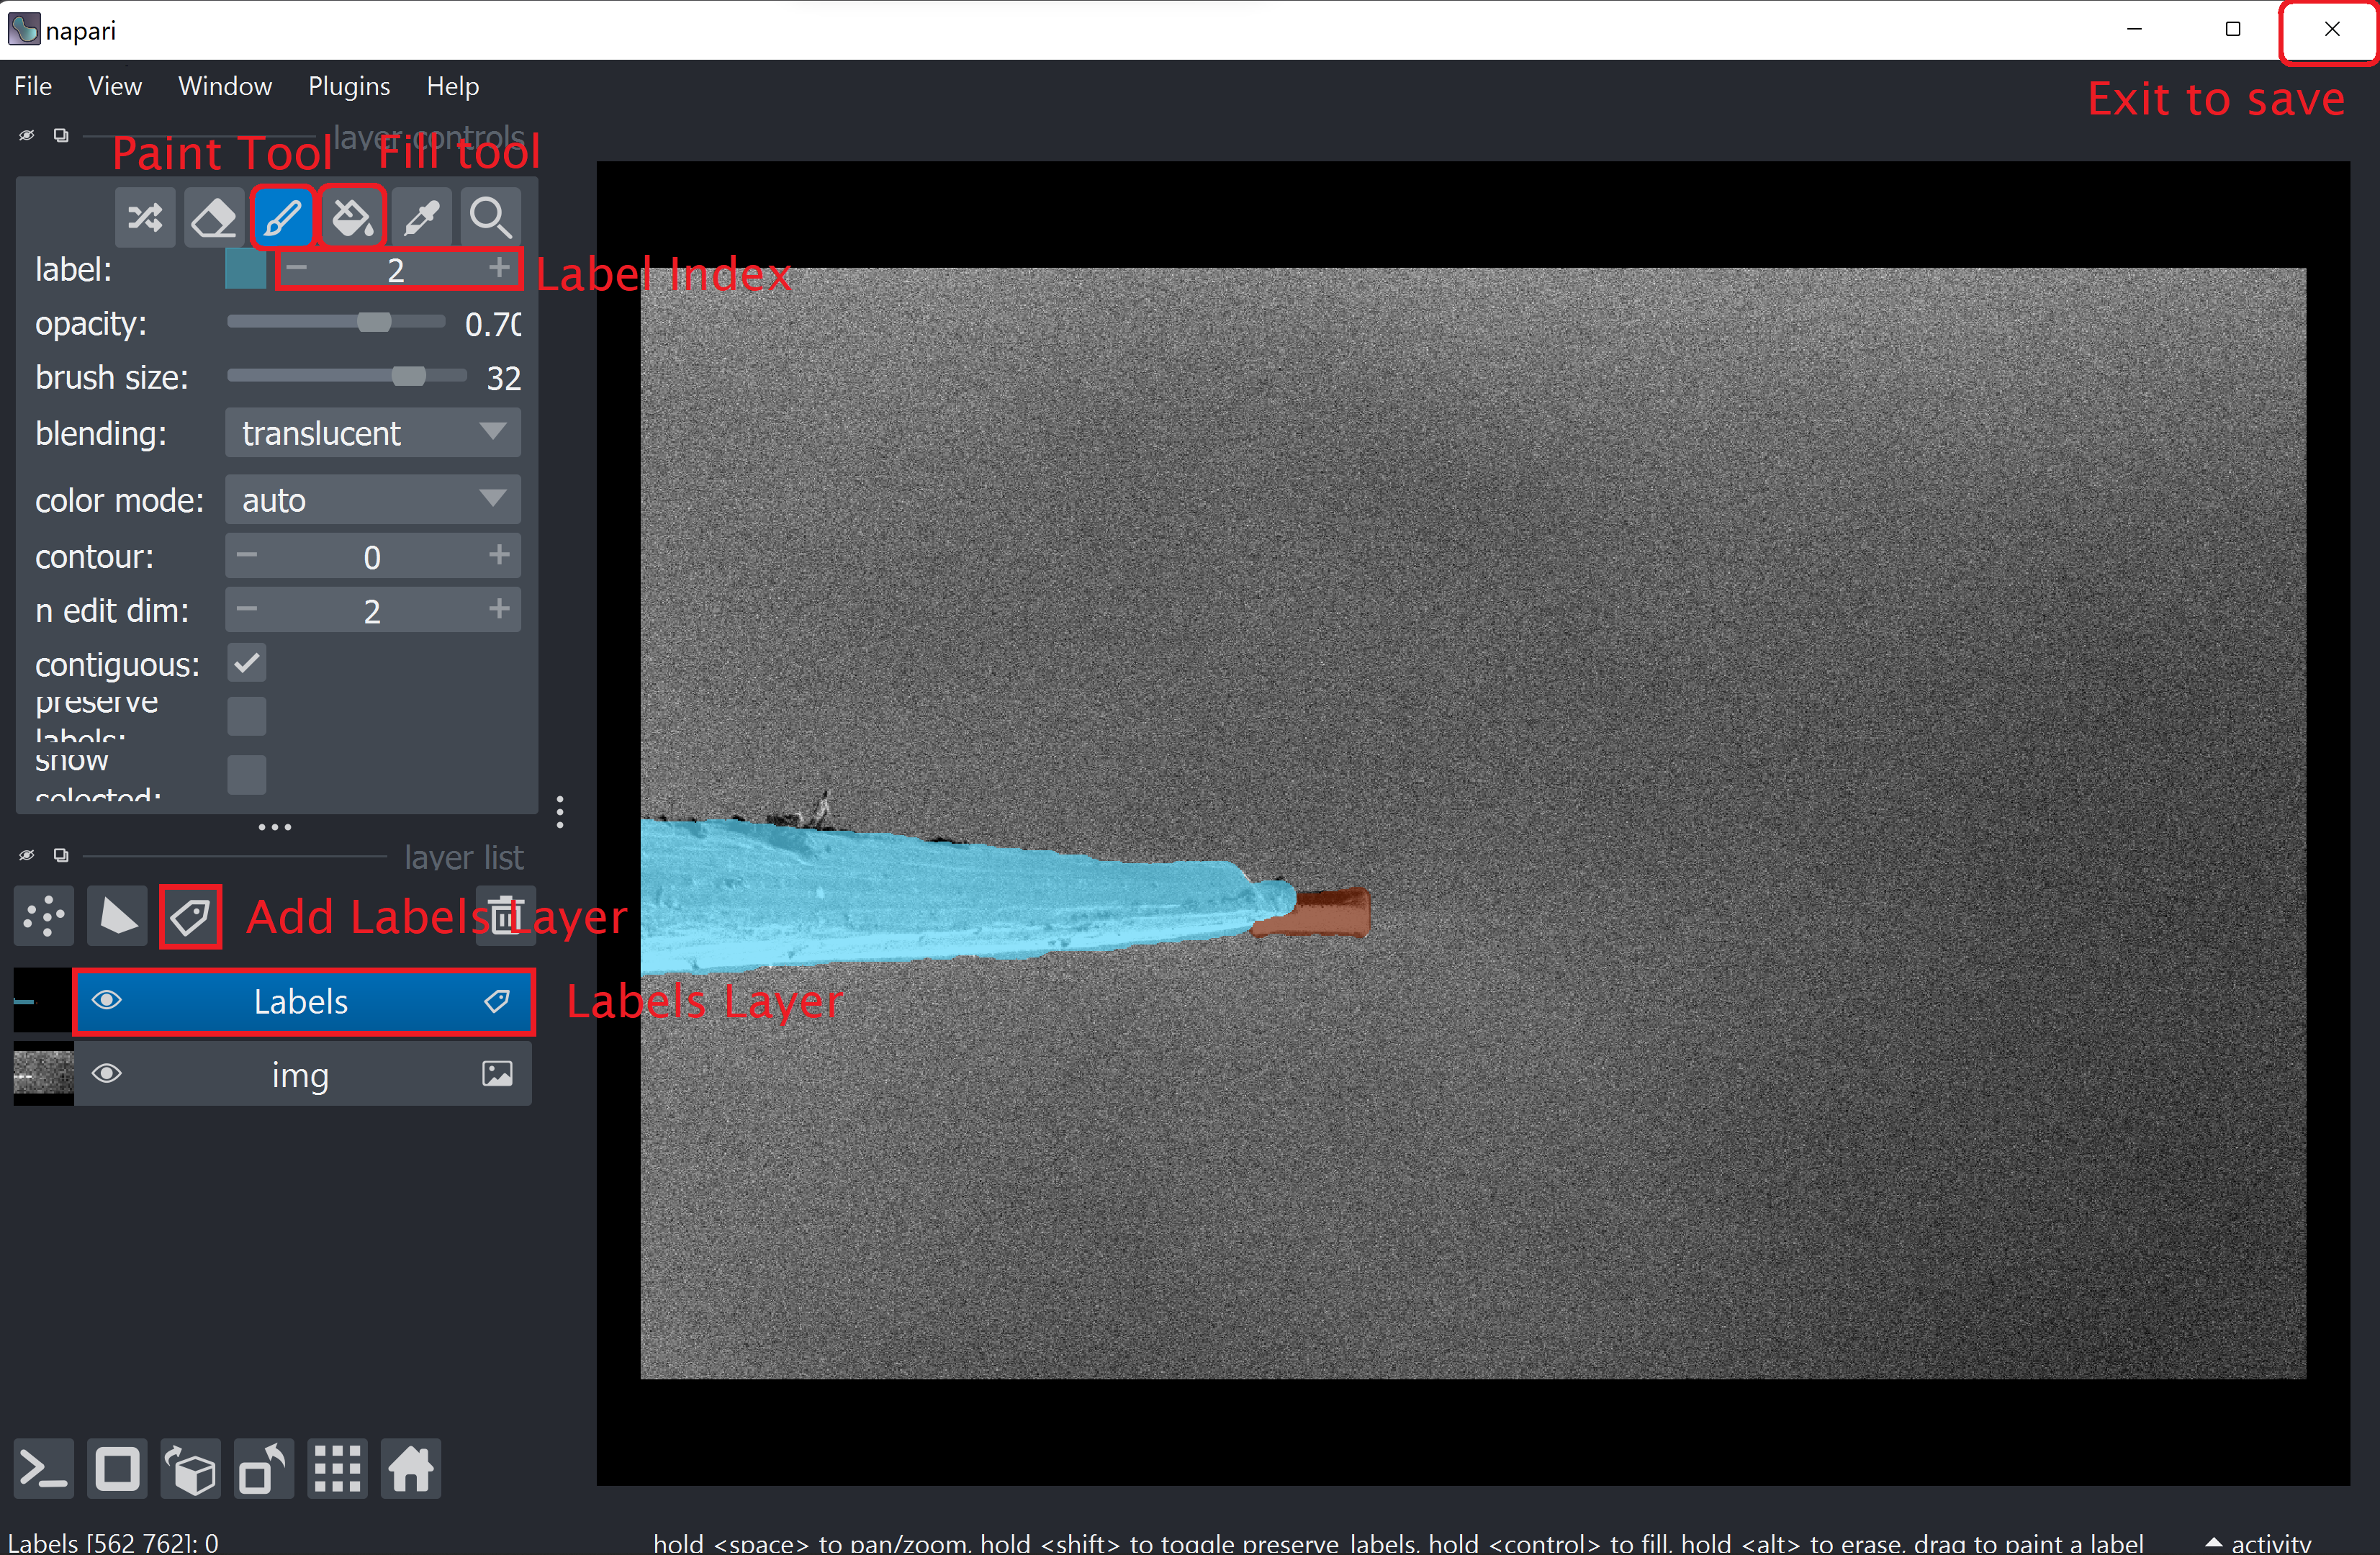 napari
File View Window Plugins Help
Exit to save
layer controls
Paint Tool Fill tool
label: 2 Label Index
opacity: 0.70
brush size: 32
blending: translucent
color mode: auto
contour: 0
n edit dim: 2
contiguous:
preserve
labels:
show
selected:
layer list
Add Labels Layer
Labels Labels Layer
img
Labels [562 762]: 0 hold <space> to pan/zoom, hold <shift> to toggle preserve_labels, hold <control> to fill, hold <alt> to erase, drag to paint a label activity